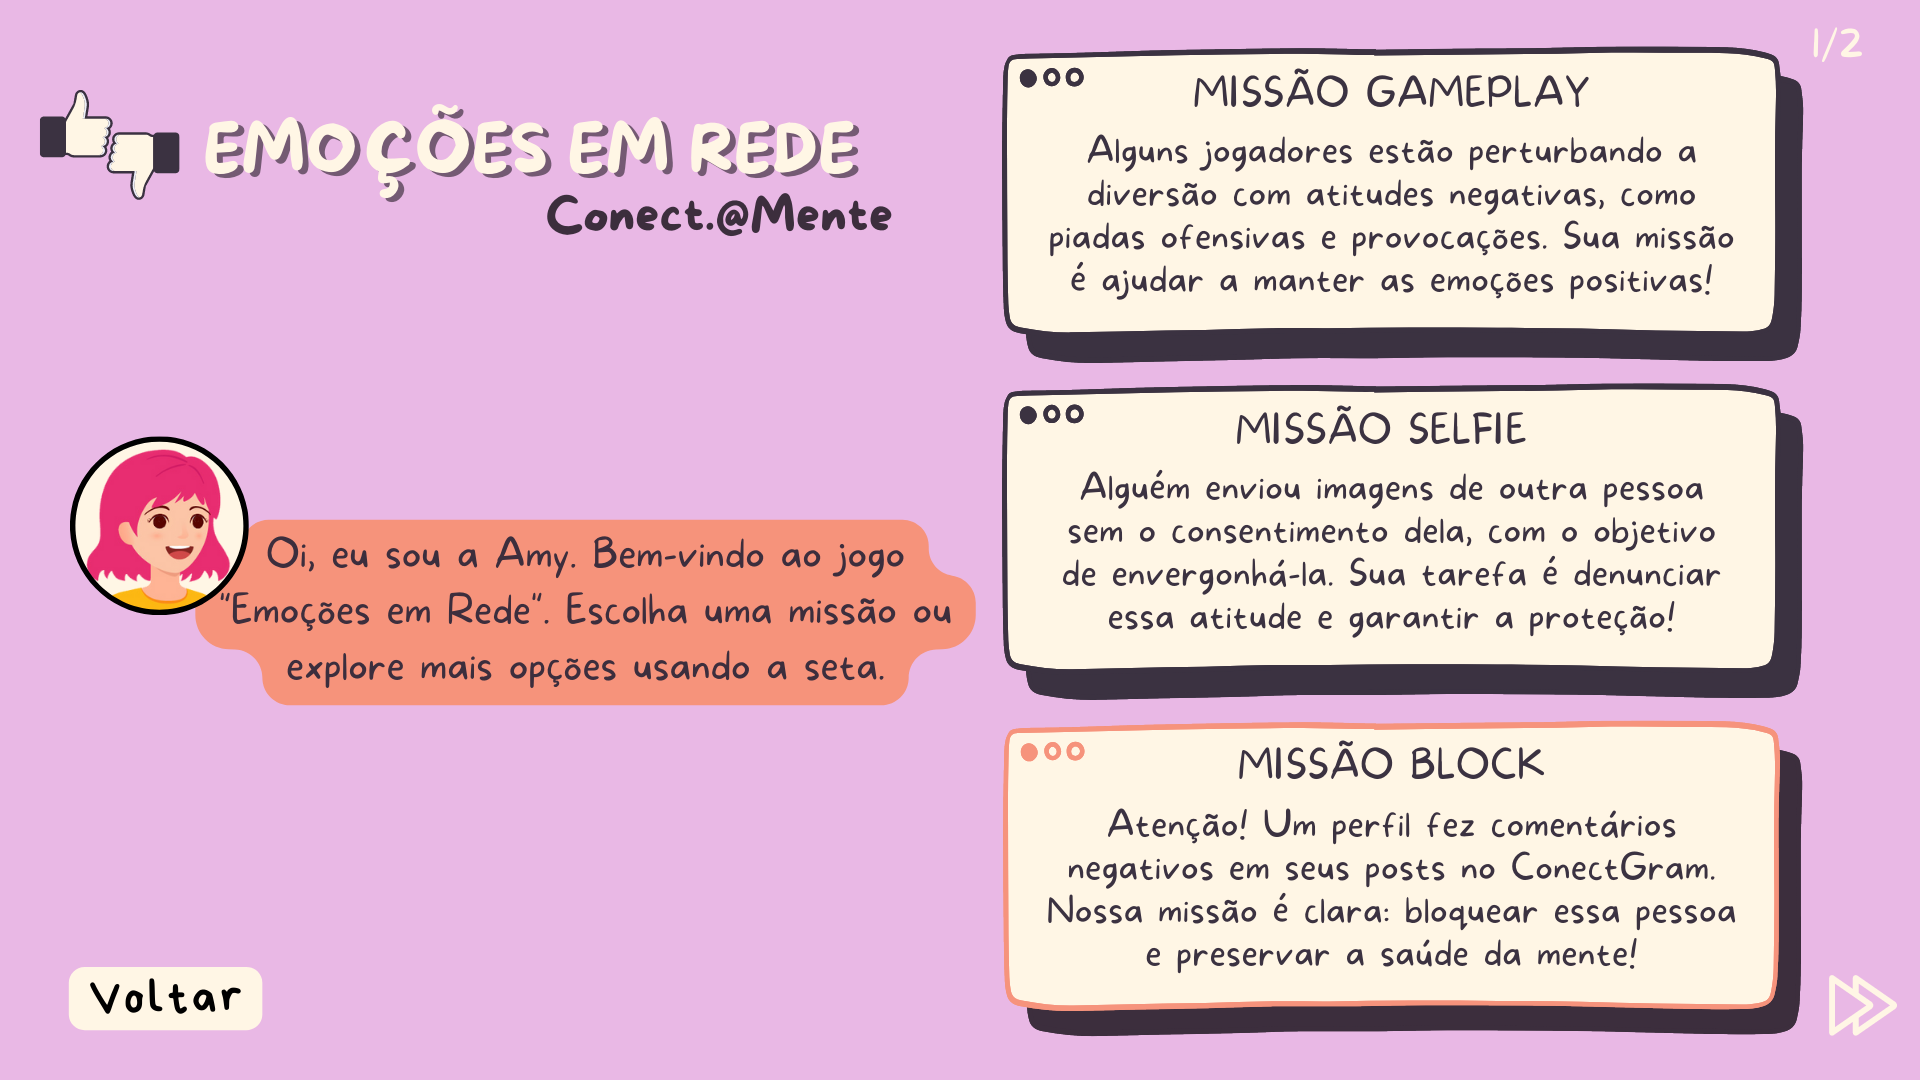 EMOÇÕES EM REDE
Conect.@Mente
Oi, eu sou a Amy. Bem-vindo ao jogo
"Emoções em Rede". Escolha uma missão ou
explore mais opções usando a seta.
Voltar
1/2
MISSÃO GAMEPLAY
Alguns jogadores estão perturbando a
diversão com atitudes negativas, como
piadas ofensivas e provocações. Sua missão
é ajudar a manter as emoções positivas!
MISSÃO SELFIE
Alguém enviou imagens de outra pessoa
sem o consentimento dela, com o objetivo
de envergonhá-la. Sua tarefa é denunciar
essa atitude e garantir a proteção!
MISSÃO BLOCK
Atenção! Um perfil fez comentários
negativos em seus posts no ConectGram.
Nossa missão é clara: bloquear essa pessoa
e preservar a saúde da mente!